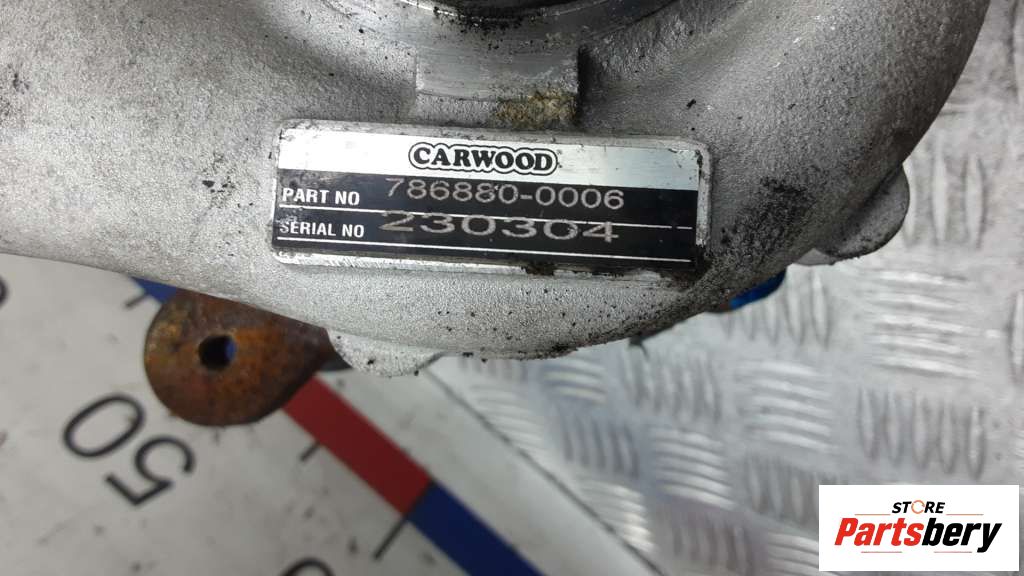 CARWOOD
PART NO 786880-0006
SERIAL NO 230304
50
STORE
Partsbery